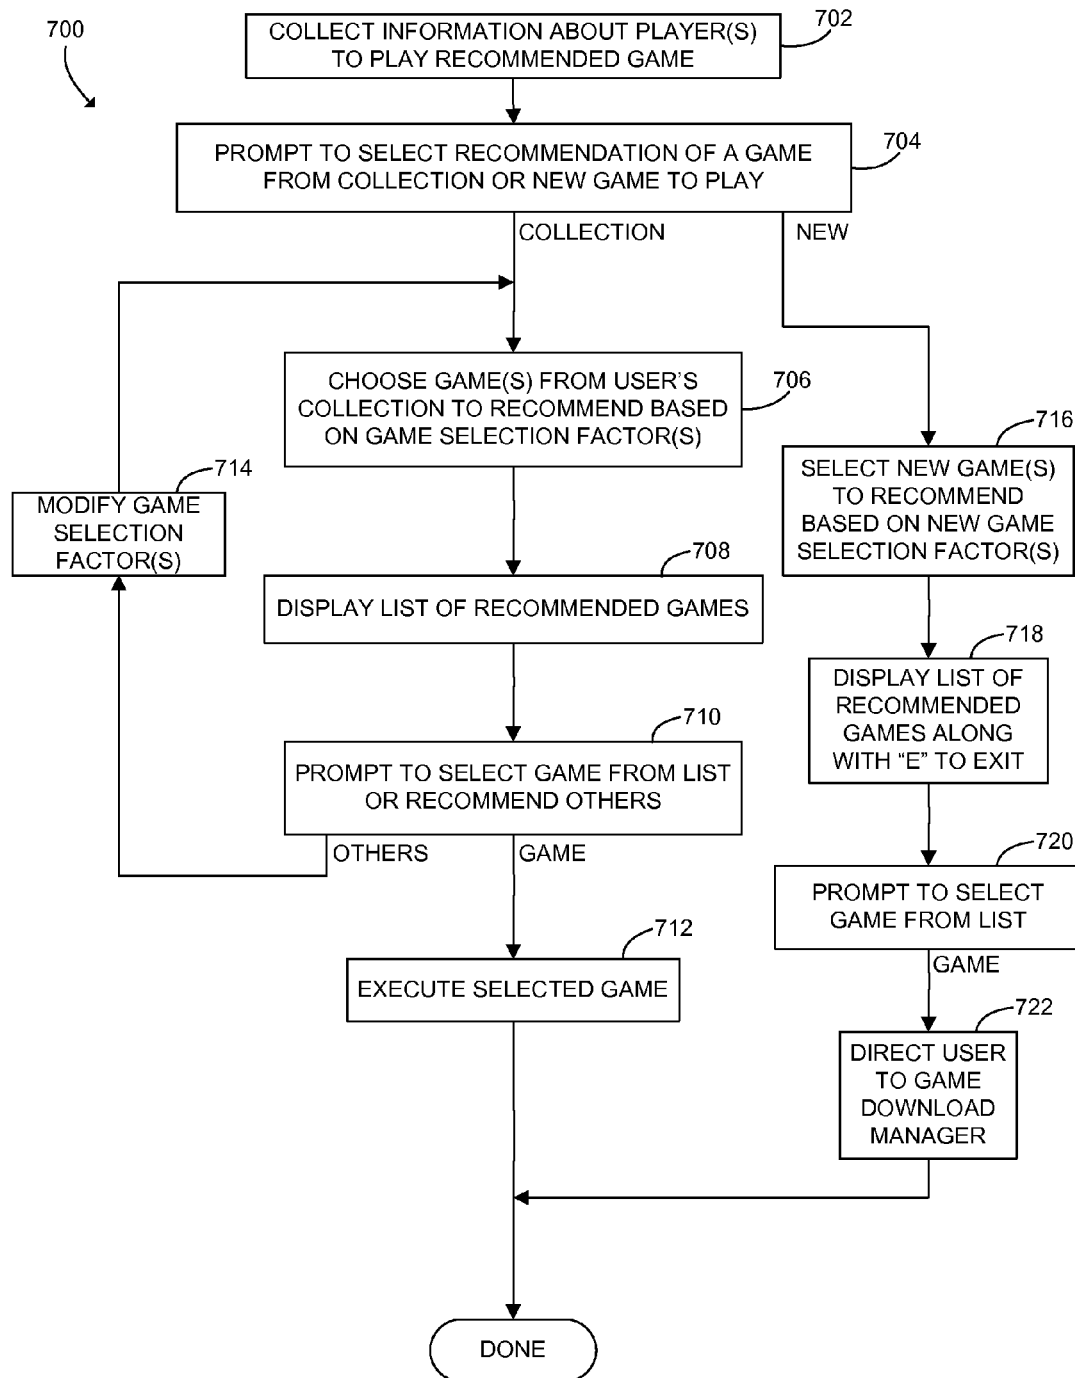 700
702
COLLECT INFORMATION ABOUT PLAYER(S)
TO PLAY RECOMMENDED GAME
704
PROMPT TO SELECT RECOMMENDATION OF A GAME
FROM COLLECTION OR NEW GAME TO PLAY
COLLECTION
NEW
706
CHOOSE GAME(S) FROM USER'S
COLLECTION TO RECOMMEND BASED
ON GAME SELECTION FACTOR(S)
714
MODIFY GAME
SELECTION
FACTOR(S)
708
DISPLAY LIST OF RECOMMENDED GAMES
710
PROMPT TO SELECT GAME FROM LIST
OR RECOMMEND OTHERS
OTHERS
GAME
712
EXECUTE SELECTED GAME
716
SELECT NEW GAME(S)
TO RECOMMEND
BASED ON NEW GAME
SELECTION FACTOR(S)
718
DISPLAY LIST OF
RECOMMENDED
GAMES ALONG
WITH “E” TO EXIT
720
PROMPT TO SELECT
GAME FROM LIST
GAME
722
DIRECT USER
TO GAME
DOWNLOAD
MANAGER
DONE